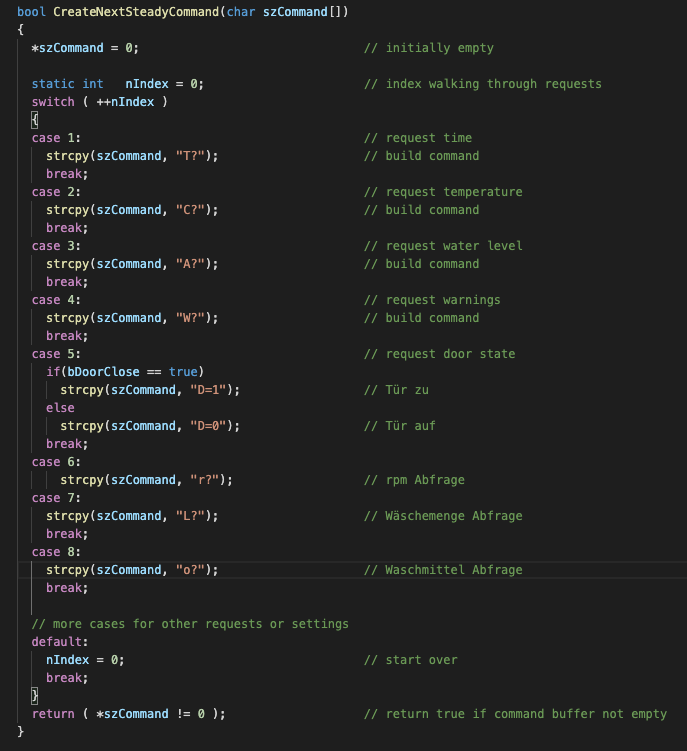 bool CreateNextSteadyCommand(char szCommand[])
{
  *szCommand = 0;                               // initially empty

  static int   nIndex = 0;                      // index walking through requests
  switch ( ++nIndex )
  {
  case 1:                                       // request time
    strcpy(szCommand, "T?");                    // build command
    break;
  case 2:                                       // request temperature
    strcpy(szCommand, "C?");                    // build command
    break;
  case 3:                                       // request water level
    strcpy(szCommand, "A?");                    // build command
    break;
  case 4:                                       // request warnings
    strcpy(szCommand, "W?");                    // build command
    break;
  case 5:                                       // request door state
    if(bDoorClose == true)
      strcpy(szCommand, "D=1");                 // Tür zu
    else
      strcpy(szCommand, "D=0");                 // Tür auf
    break;
  case 6:
      strcpy(szCommand, "r?");                  // rpm Abfrage
  case 7:
    strcpy(szCommand, "L?");                    // Wäschemenge Abfrage
    break;
  case 8:
    strcpy(szCommand, "o?");                    // Waschmittel Abfrage
    break;

  // more cases for other requests or settings
  default:
    nIndex = 0;                                 // start over
    break;
  }
  return ( *szCommand != 0 );                   // return true if command buffer not empty
}